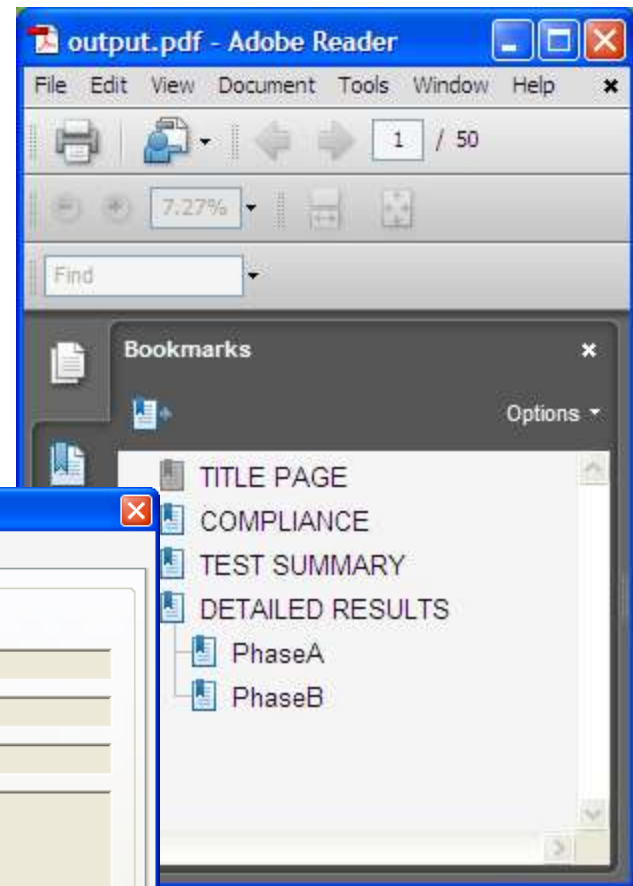 output.pdf - Adobe Reader
File Edit View Document Tools Window Help
1 / 50
7.27%
Find
Bookmarks
Options
TITLE PAGE
COMPLIANCE
TEST SUMMARY
DETAILED RESULTS
PhaseA
PhaseB